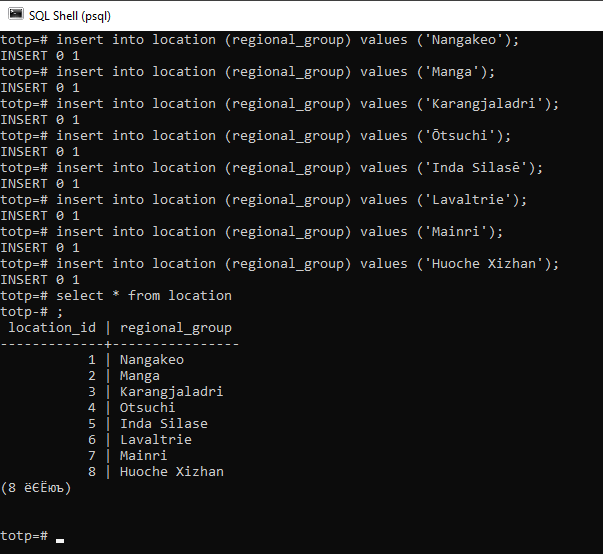 SQL Shell (psql)
totp=# insert into location (regional_group) values ('Nangakeo');
INSERT 0 1
totp=# insert into location (regional_group) values ('Manga');
INSERT 0 1
totp=# insert into location (regional_group) values ('Karangjaladri');
INSERT 0 1
totp=# insert into location (regional_group) values ('Ōtsuchi');
INSERT 0 1
totp=# insert into location (regional_group) values ('Inda Silasē');
INSERT 0 1
totp=# insert into location (regional_group) values ('Lavaltrie');
INSERT 0 1
totp=# insert into location (regional_group) values ('Mainri');
INSERT 0 1
totp=# insert into location (regional_group) values ('Huoche Xizhan');
INSERT 0 1
totp=# select * from location
totp-# ;
 location_id | regional_group
-------------+----------------
           1 | Nangakeo
           2 | Manga
           3 | Karangjaladri
           4 | Otsuchi
           5 | Inda Silase
           6 | Lavaltrie
           7 | Mainri
           8 | Huoche Xizhan
(8 ёЄЁюъ)
totp=#